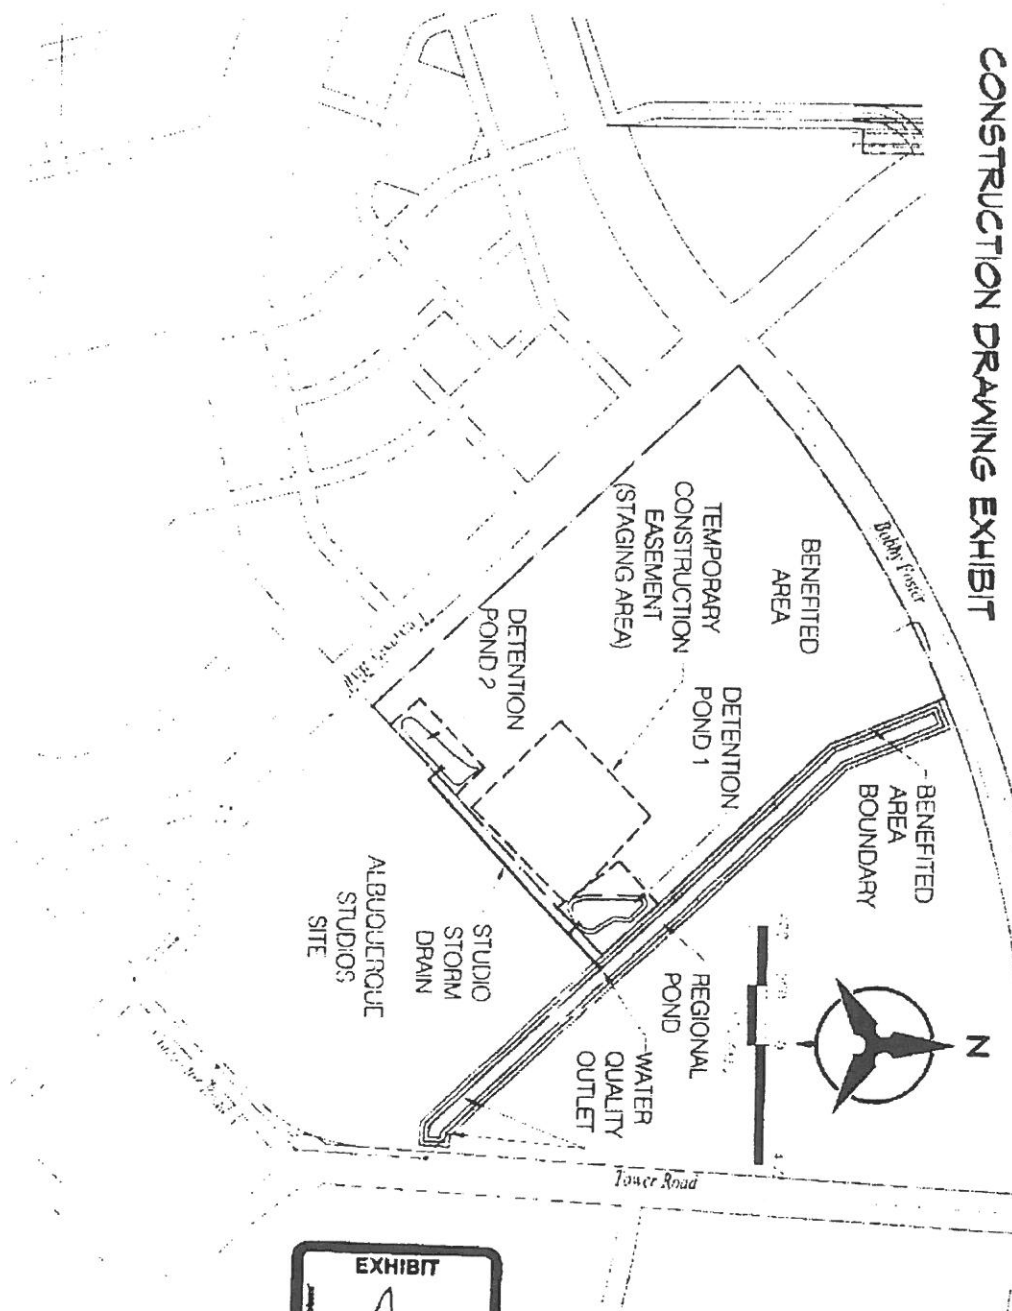 CONSTRUCTION DRAWING EXHIBIT
Bobby Foster
BENEFITED
AREA
TEMPORARY
CONSTRUCTION
EASEMENT
(STAGING AREA)
DETENTION
POND 2
DETENTION
POND 1
BENEFITED
AREA
BOUNDARY
N
REGIONAL
POND
WATER
QUALITY
OUTLET
STUDIO
STORM
DRAIN
ALBUQUERQUE
STUDIOS
SITE
Tower Road
EXHIBIT